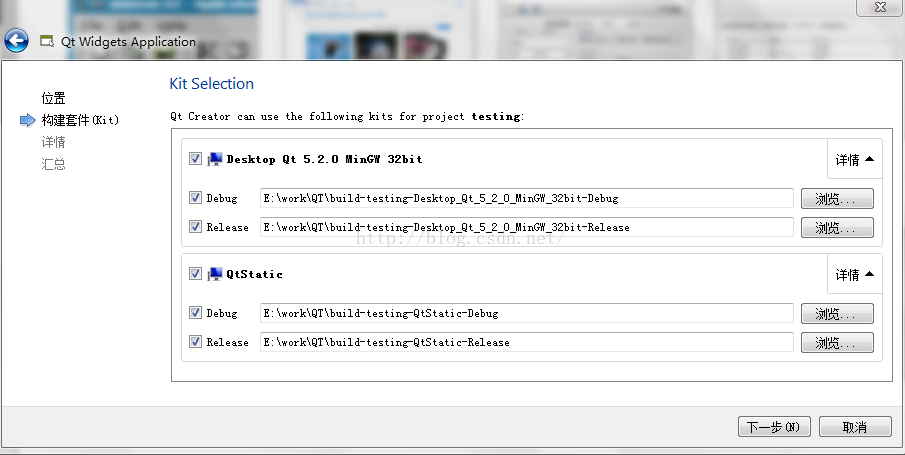 Qt Widgets Application
Kit Selection
位置
构建套件(Kit)
详情
汇总
Qt Creator can use the following kits for project testing:
Desktop Qt 5.2.0 MinGW 32bit
详情
Debug
E:\work\QT\build-testing-Desktop_Qt_5_2_0_MinGW_32bit-Debug
浏览...
Release
E:\work\QT\build-testing-Desktop_Qt_5_2_0_MinGW_32bit-Release
浏览...
http://blog.csdn.net/
QtStatic
详情
Debug
E:\work\QT\build-testing-QtStatic-Debug
浏览...
Release
E:\work\QT\build-testing-QtStatic-Release
浏览...
下一步(N)
取消